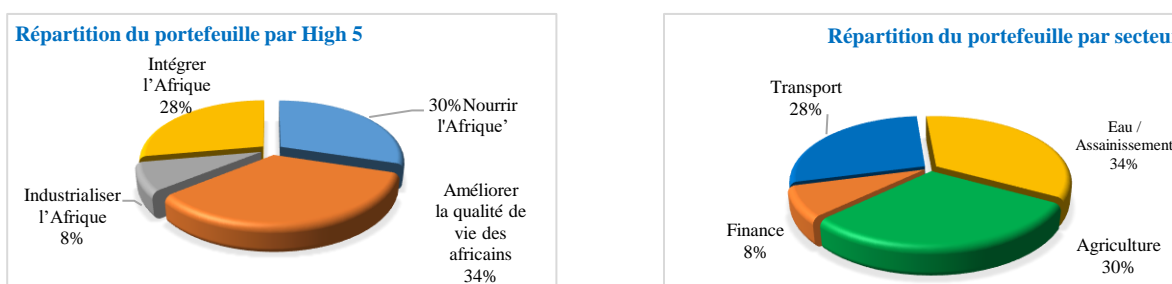 Répartition du portefeuille par High 5
Intégrer
l’Afrique
28%
30%Nourrir
l'Afrique’
Industrialiser
l’Afrique
8%
Améliorer
la qualité de
vie des
africains
34%
Répartition du portefeuille par secteu
Transport
28%
Eau /
Assainissement
34%
Finance
8%
Agriculture
30%